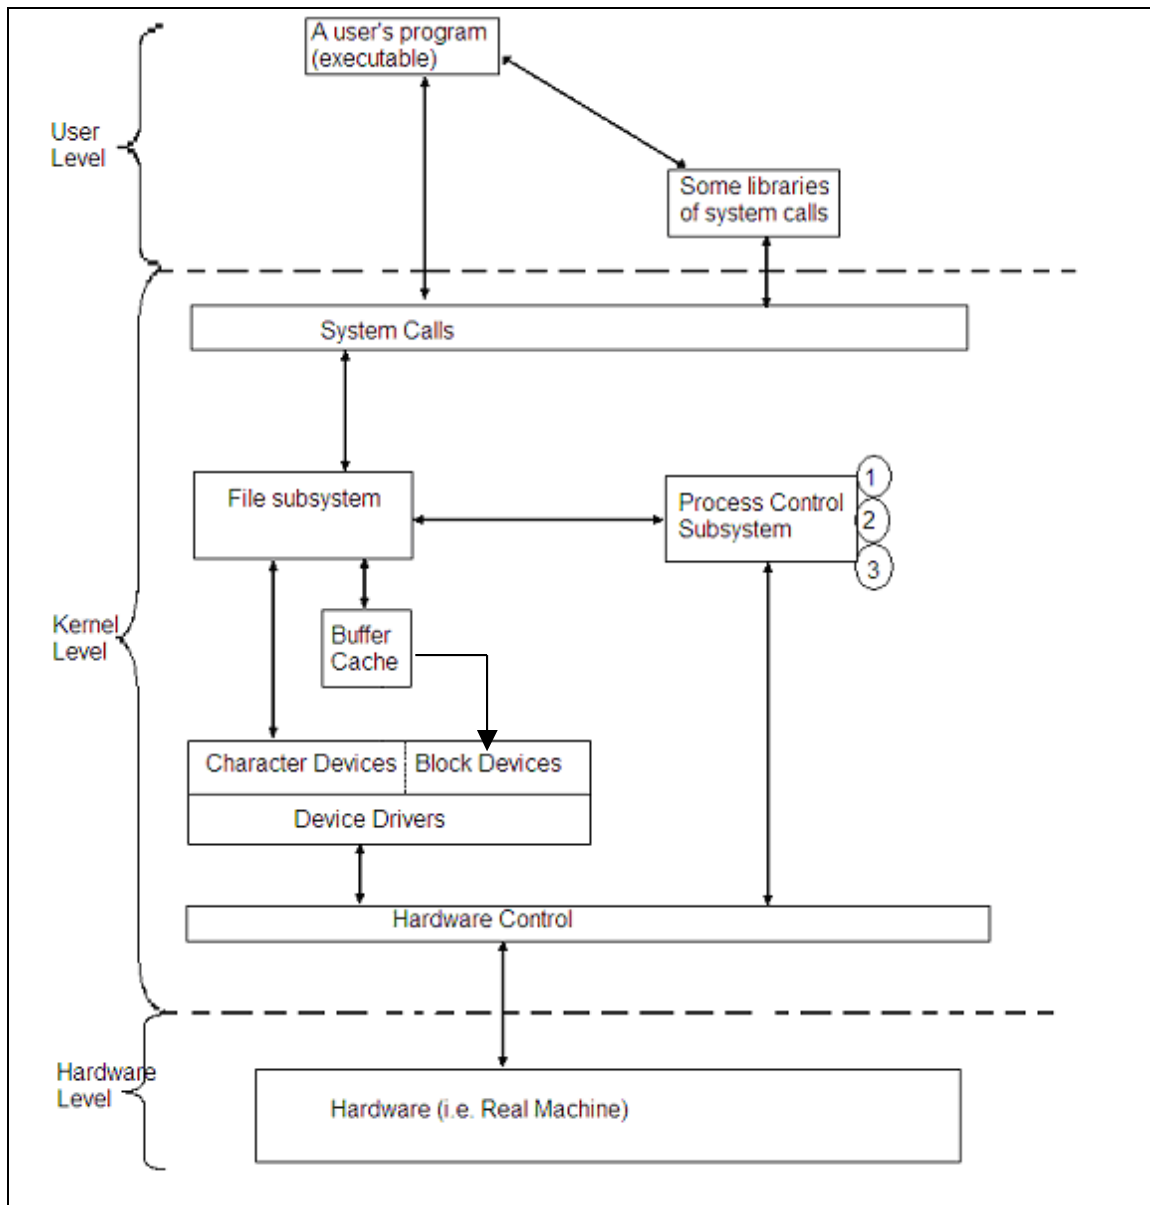 A user's program
(executable)
User
Level
Some libraries
of system calls
System Calls
File subsystem
Process Control
Subsystem
1
2
3
Kernel
Level
Buffer
Cache
Character Devices
Block Devices
Device Drivers
Hardware Control
Hardware
Level
Hardware (i.e. Real Machine)